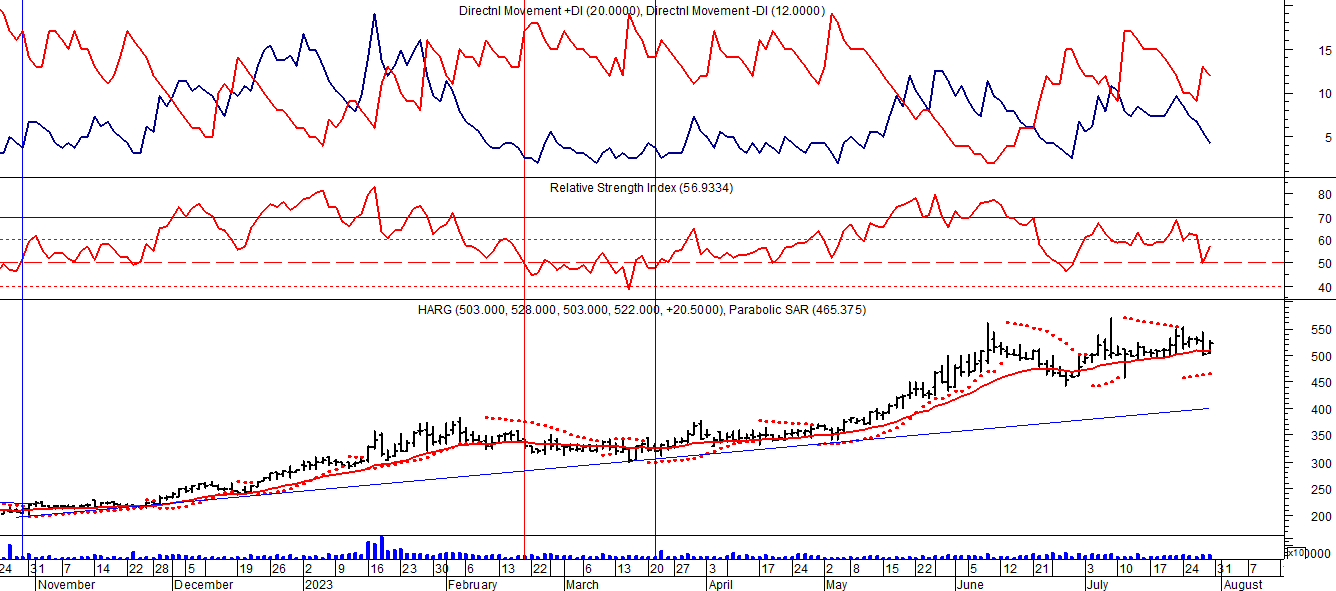 Directnl Movement +DI (20.0000), Directnl Movement -DI (12.0000)
15
10
5
Relative Strength Index (56.9334)
80
70
60
50
40
HARG (503.000, 528.000, 503.000, 522.000, +20.5000), Parabolic SAR (465.375)
550
500
450
400
350
300
250
200
x10 0000
24 31 7 14 22 28 5 19 26 2 9 16 23 30 6 13 22 6 13 20 27 3 17 24 2 8 15 22 5 12 21 3 10 17 24 31 7
November December 2023 February March April May June July August